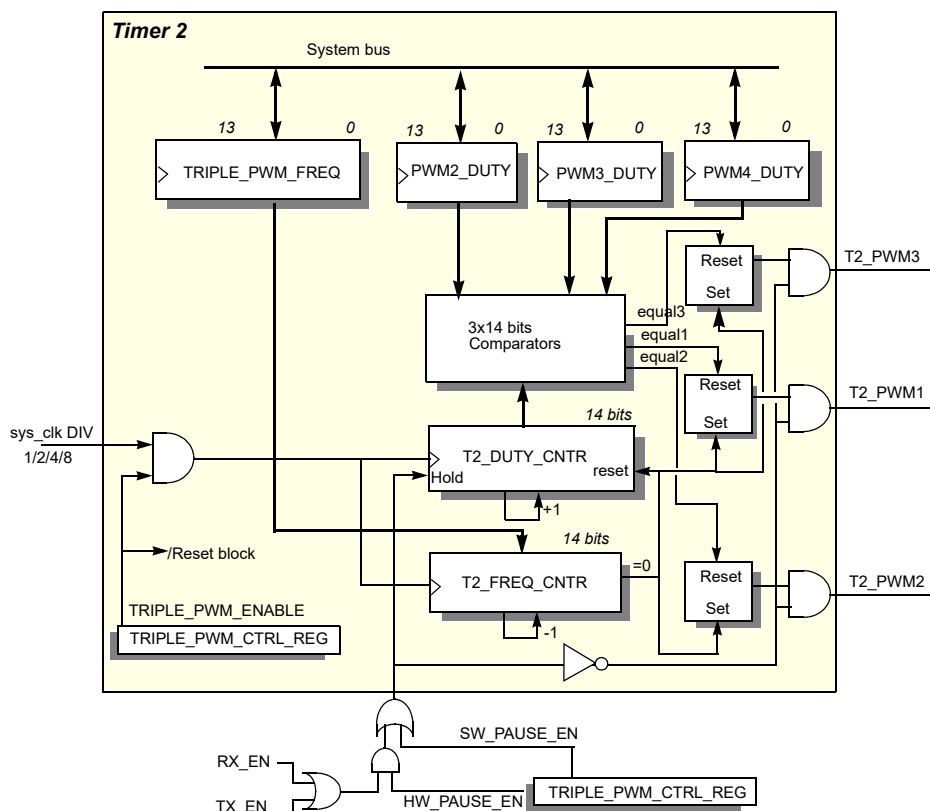 Timer 2
System bus
13 0 13 0 13 0 13 0
TRIPLE_PWM_FREQ PWM2_DUTY PWM3_DUTY PWM4_DUTY
Reset T2_PWM3
Set
equal3
3x14 bits
Comparators
equal1
equal2
Reset T2_PWM1
Set
14 bits
sys_clk DIV
1/2/4/8
T2_DUTY_CNTR
Hold reset
+1
14 bits
/Reset block
T2_FREQ_CNTR =0
Reset T2_PWM2
Set
TRIPLE_PWM_ENABLE
-1
TRIPLE_PWM_CTRL_REG
SW_PAUSE_EN
RX_EN
TRIPLE_PWM_CTRL_REG
TX_EN HW_PAUSE_EN